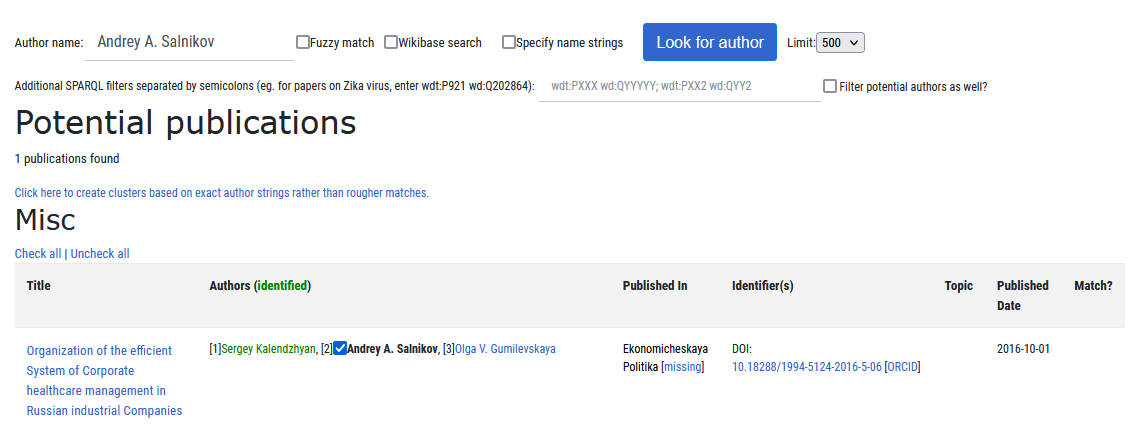 Author name: Andrey A. Salnikov Fuzzy match Wikibase search Specify name strings Look for author Limit: 500
Additional SPARQL filters separated by semicolons (eg. for papers on Zika virus, enter wdt:P921 wd:Q202864): wdt:PXXX wd:QYYYYY; wdt:PXX2 wd:QYY2 Filter potential authors as well?
Potential publications
1 publications found
Click here to create clusters based on exact author strings rather than rougher matches.
Misc
Check all | Uncheck all
Title Authors (identified) Published In Identifier(s) Topic Published Date Match?
Organization of the efficient
System of Corporate
healthcare management in
Russian industrial Companies
[1]Sergey Kalendzhyan, [2]Andrey A. Salnikov, [3]Olga V. Gumilevskaya
Ekonomicheskaya
Politika [missing]
DOI:
10.18288/1994-5124-2016-5-06 [ORCID]
2016-10-01